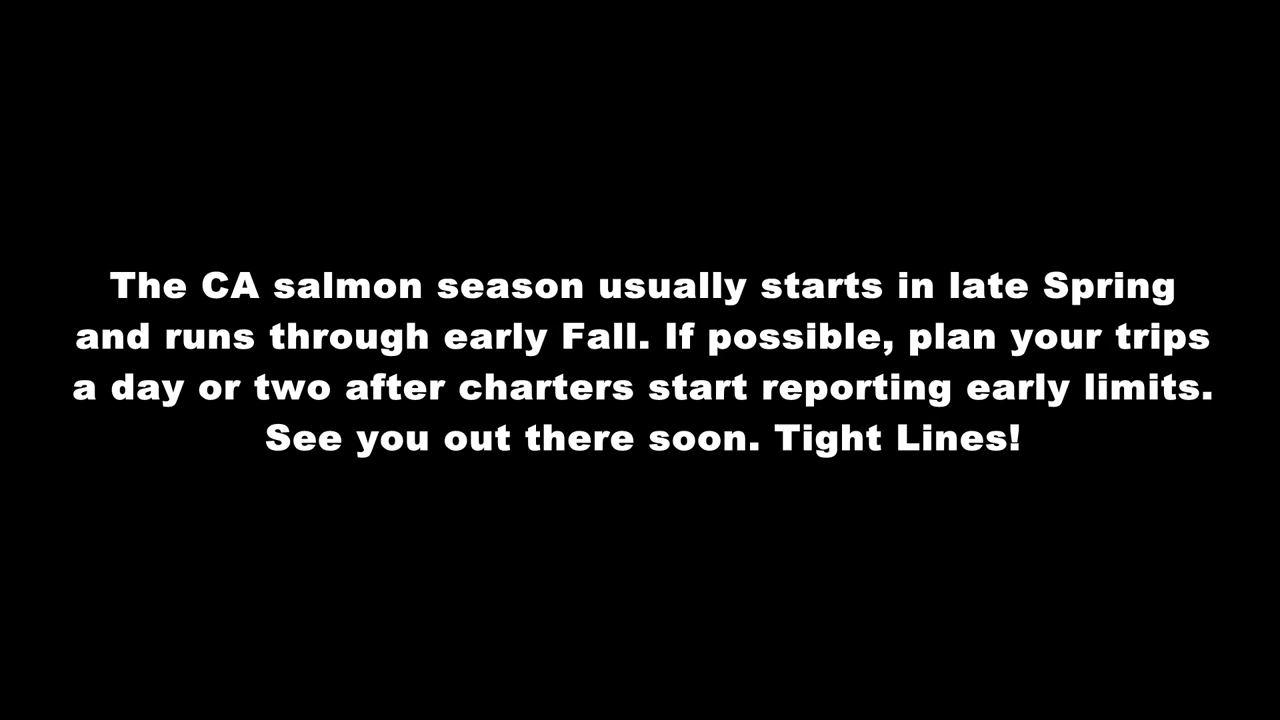 The CA salmon season usually starts in late Spring
and runs through early Fall. If possible, plan your trips
a day or two after charters start reporting early limits.
See you out there soon. Tight Lines!